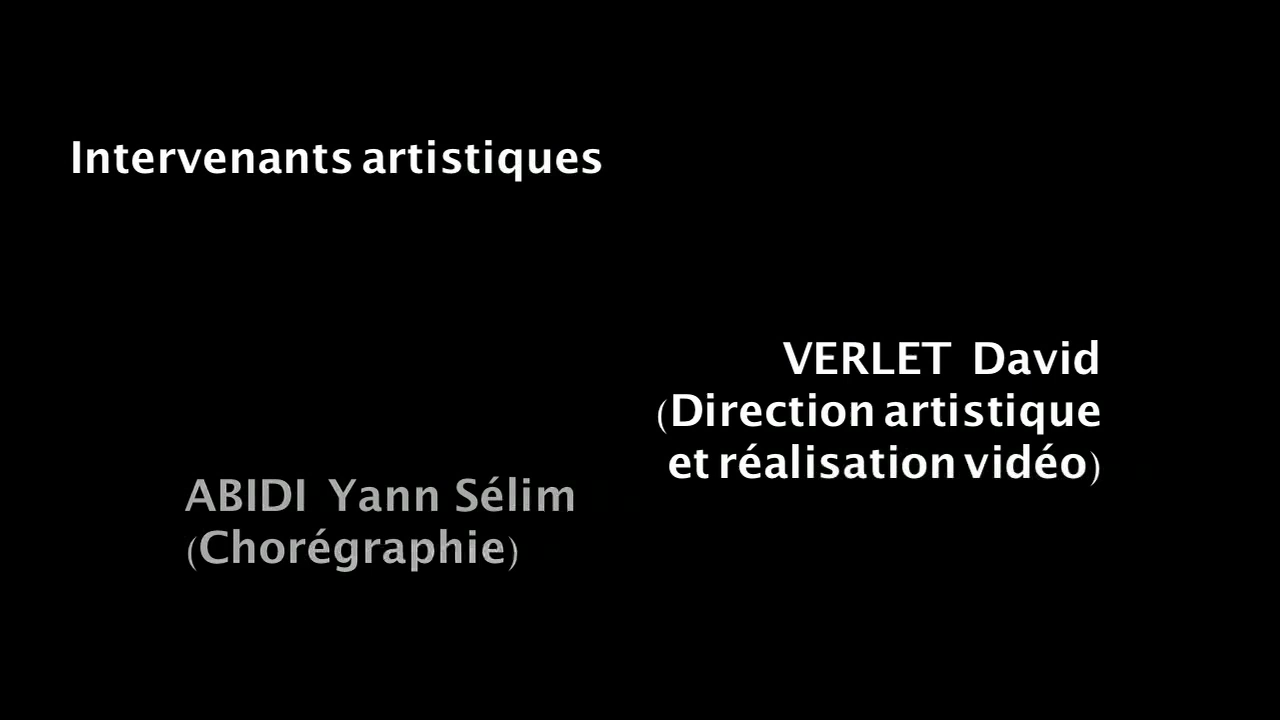 Intervenants artistiques
VERLET David
(Direction artistique
et réalisation vidéo)
ABIDI Yann Sélim
(Chorégraphie)